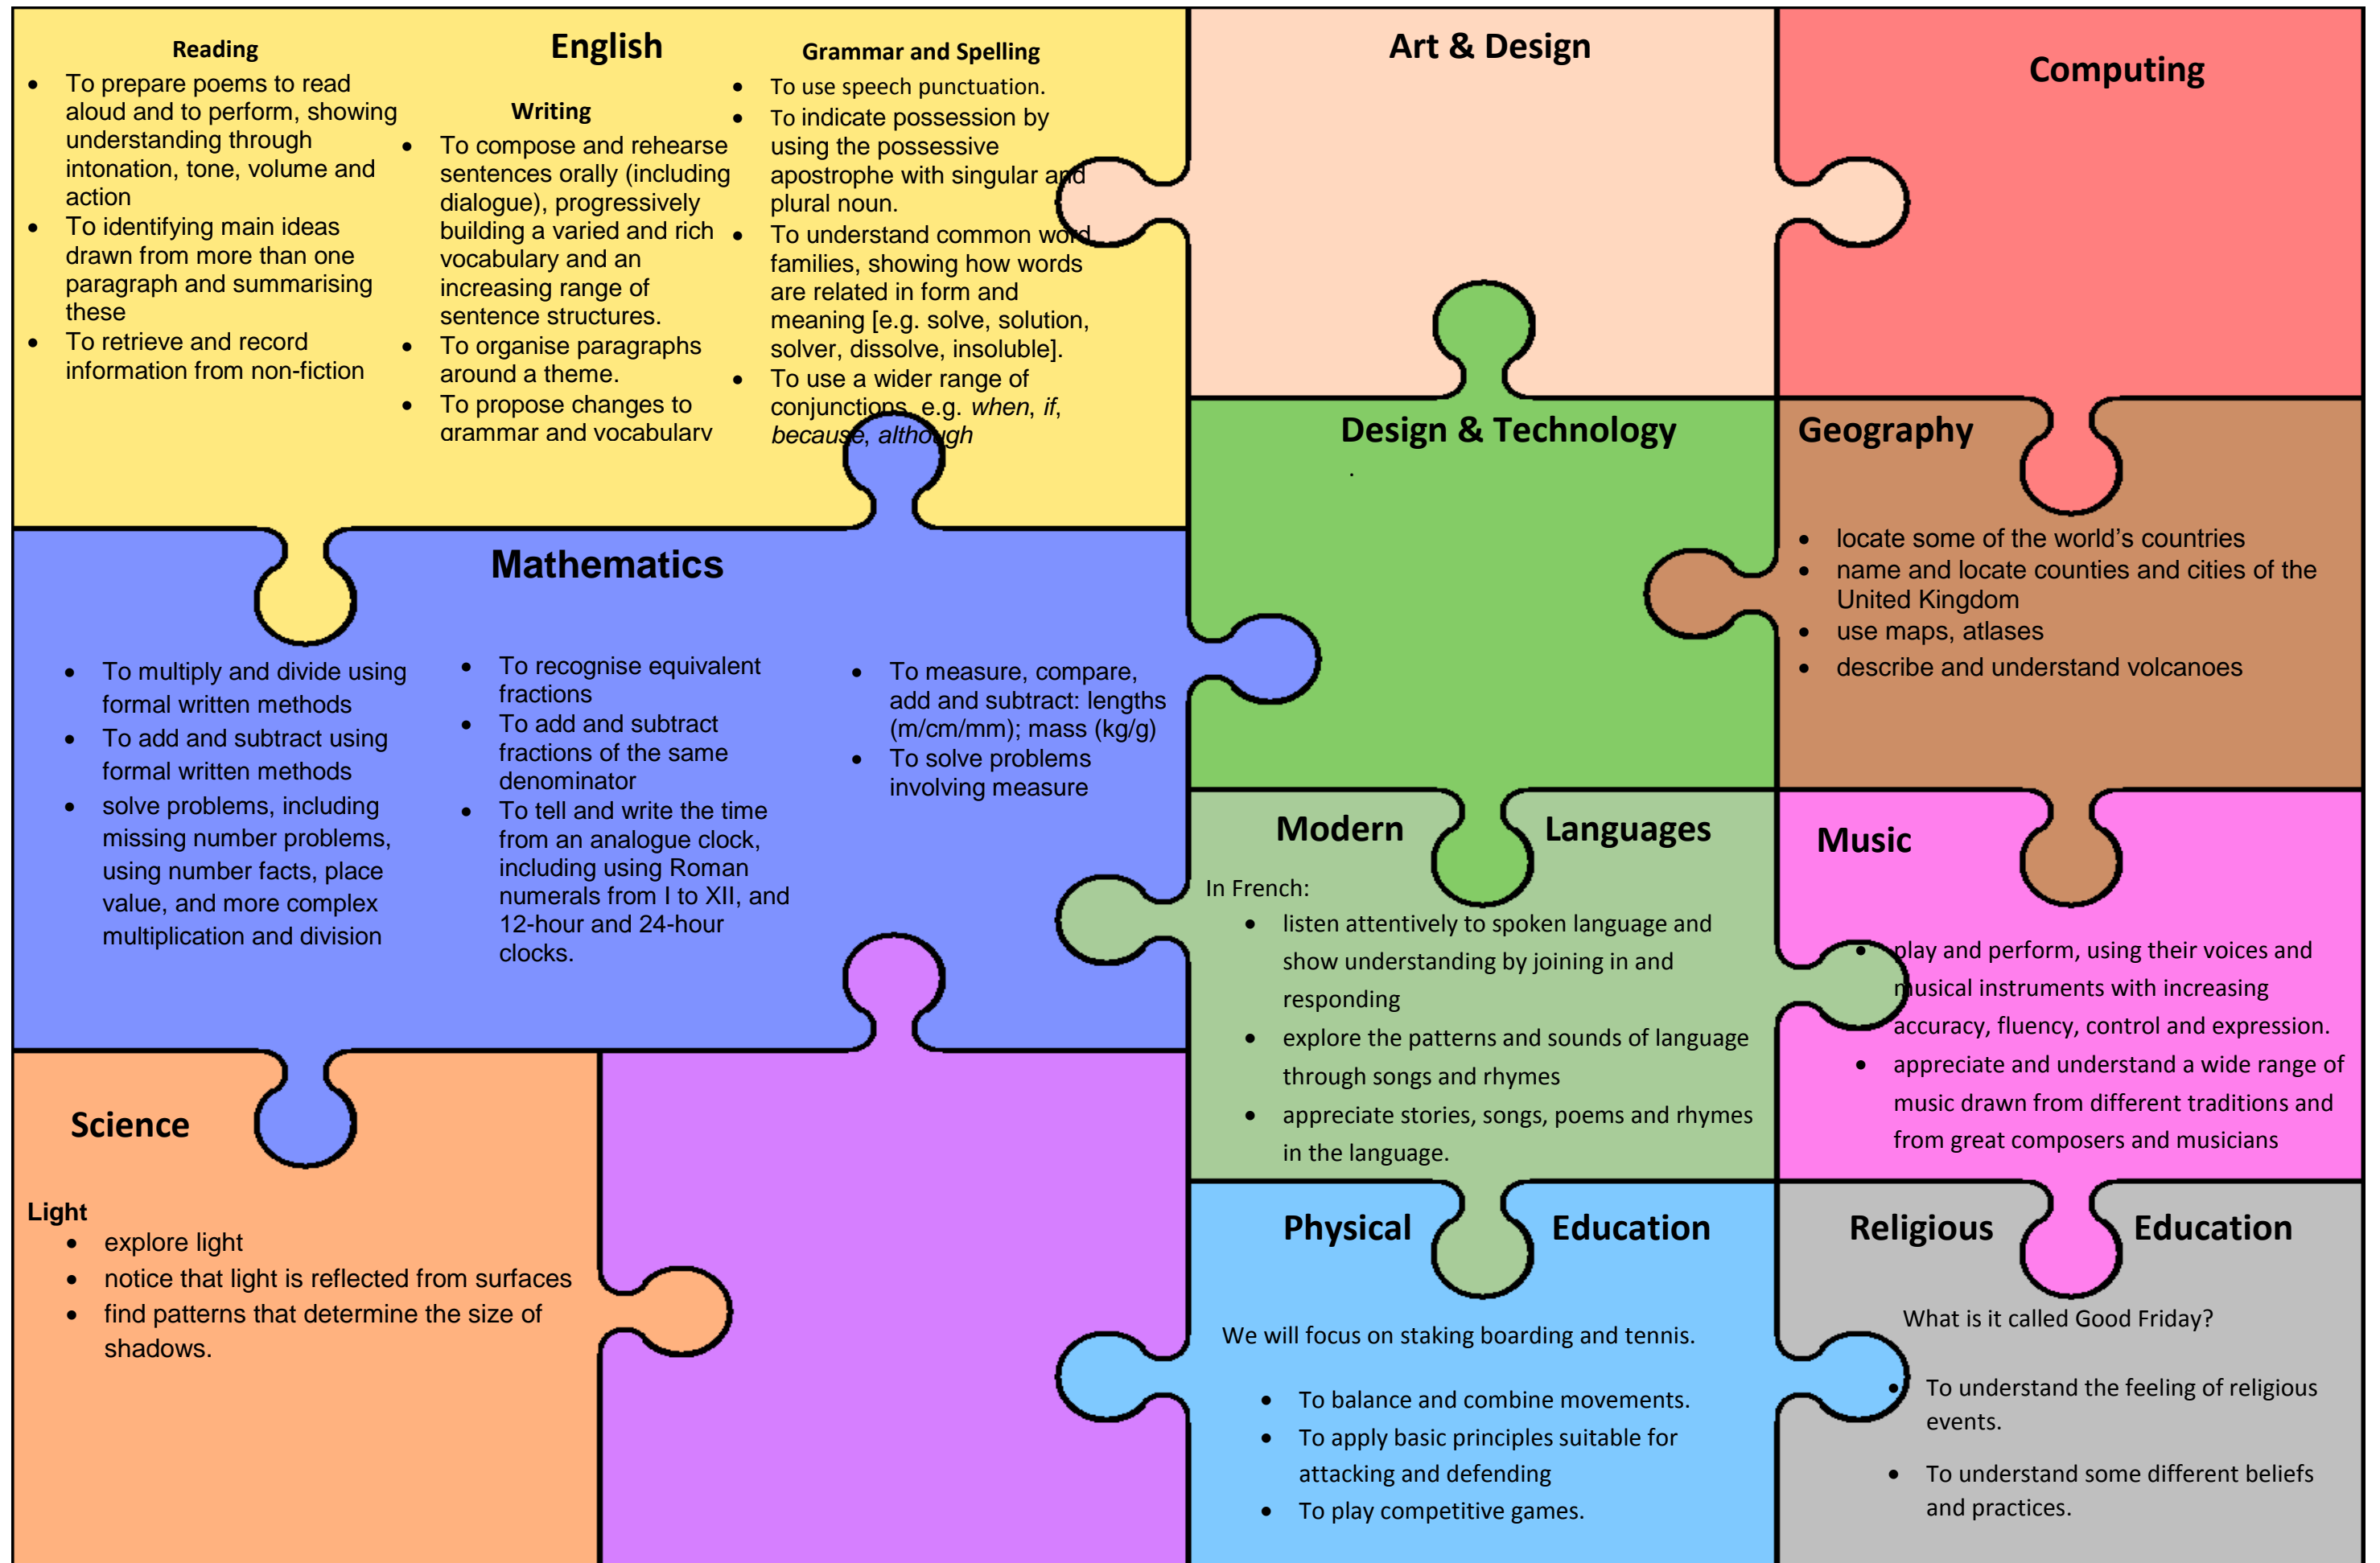 English
Reading
• To prepare poems to read
aloud and to perform, showing
understanding through
intonation, tone, volume and
action
• To identifying main ideas
drawn from more than one
paragraph and summarising
these
• To retrieve and record
information from non-fiction
Writing
• To compose and rehearse
sentences orally (including
dialogue), progressively
building a varied and rich
vocabulary and an
increasing range of
sentence structures.
• To organise paragraphs
around a theme.
• To propose changes to
grammar and vocabulary
Grammar and Spelling
• To use speech punctuation.
• To indicate possession by
using the possessive
apostrophe with singular and
plural noun.
• To understand common word
families, showing how words
are related in form and
meaning [e.g. solve, solution,
solver, dissolve, insoluble].
• To use a wider range of
conjunctions, e.g. when, if,
because, although
Art & Design
Computing
Design & Technology
.
Geography
• locate some of the world's countries
• name and locate counties and cities of the
United Kingdom
• use maps, atlases
• describe and understand volcanoes
Mathematics
• To multiply and divide using
formal written methods
• To add and subtract using
formal written methods
• solve problems, including
missing number problems,
using number facts, place
value, and more complex
multiplication and division
• To recognise equivalent
fractions
• To add and subtract
fractions of the same
denominator
• To tell and write the time
from an analogue clock,
including using Roman
numerals from I to XII, and
12-hour and 24-hour
clocks.
• To measure, compare,
add and subtract: lengths
(m/cm/mm); mass (kg/g)
• To solve problems
involving measure
Modern Languages
In French:
• listen attentively to spoken language and
show understanding by joining in and
responding
• explore the patterns and sounds of language
through songs and rhymes
• appreciate stories, songs, poems and rhymes
in the language.
Music
• play and perform, using their voices and
musical instruments with increasing
accuracy, fluency, control and expression.
• appreciate and understand a wide range of
music drawn from different traditions and
from great composers and musicians
Science
Light
• explore light
• notice that light is reflected from surfaces
• find patterns that determine the size of
shadows.
Physical Education
We will focus on staking boarding and tennis.
• To balance and combine movements.
• To apply basic principles suitable for
attacking and defending
• To play competitive games.
Religious Education
What is it called Good Friday?
• To understand the feeling of religious
events.
• To understand some different beliefs
and practices.